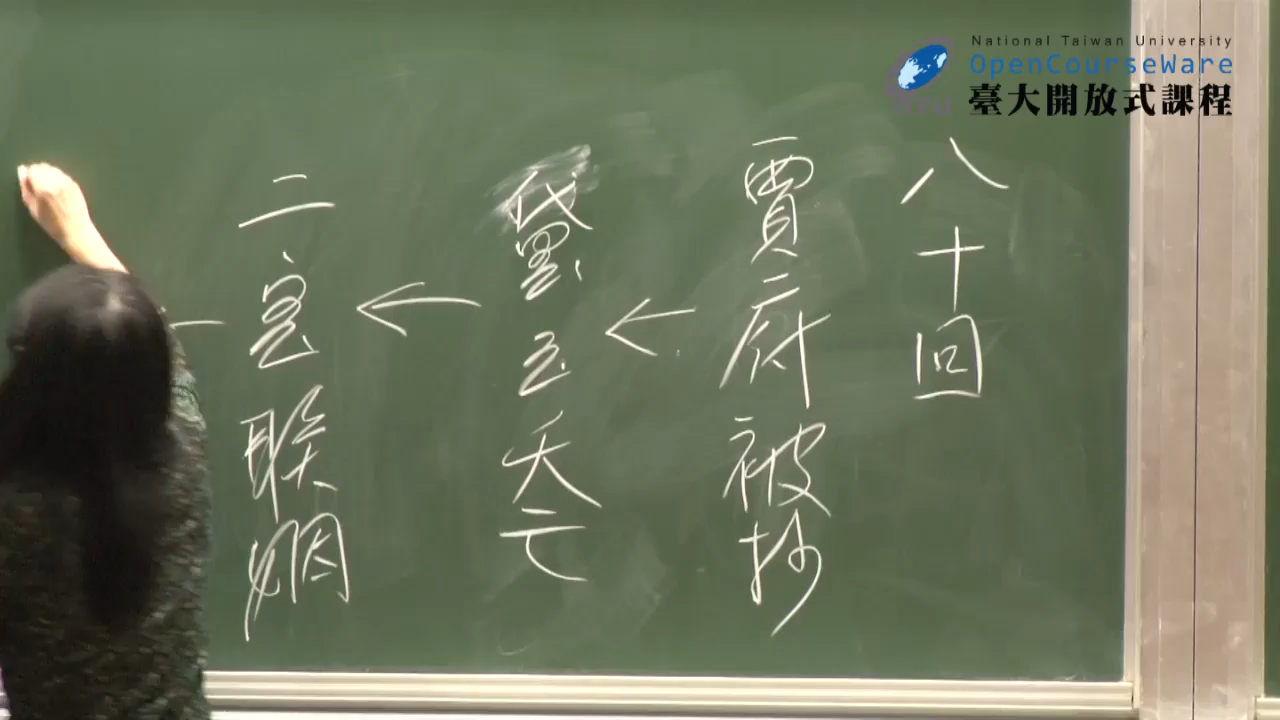 National Taiwan University
OpenCourseWare
臺大開放式課程
八十回
賈府被抄
←
黛玉夭亡
←
二寶聯姻